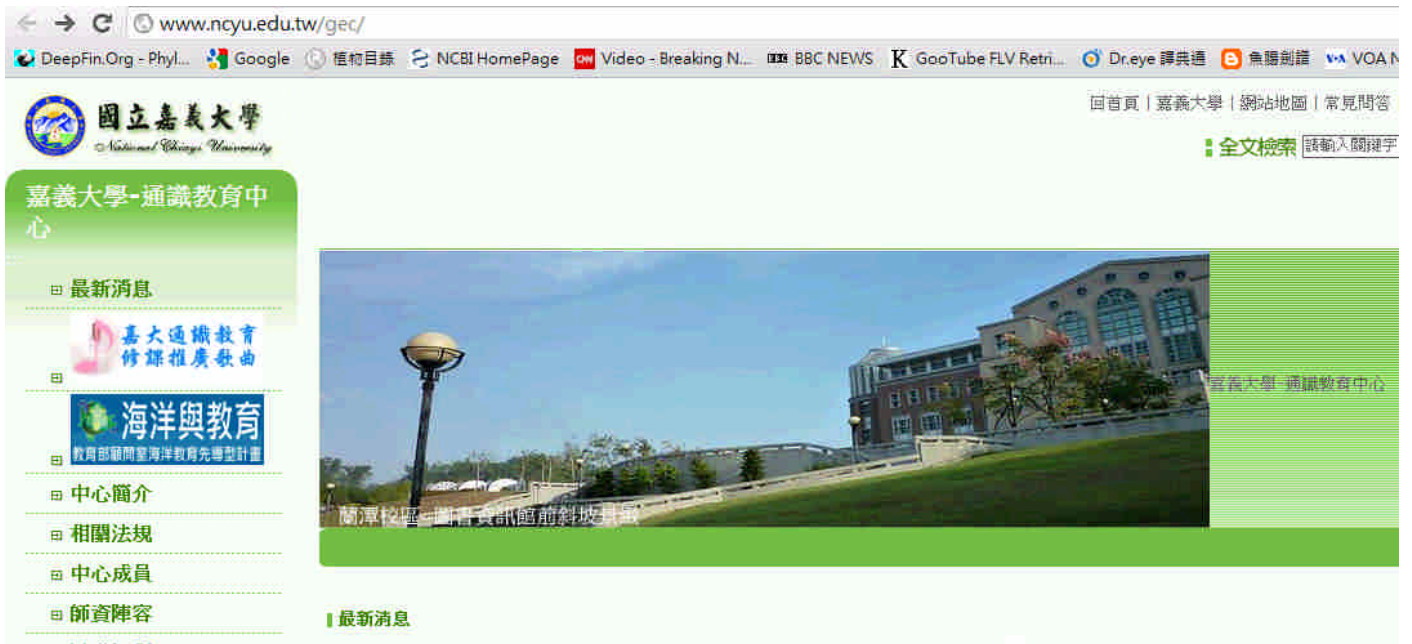 www.ncyu.edu.tw/gec/
DeepFin.Org - Phyl... Google 植物目錄 NCBI HomePage Video - Breaking N... BBC NEWS GooTube FLV Retri... Dr.eye 譯典通 魚腸劍譜 VOA N
國立嘉義大學
National Chiayi University
回首頁 | 嘉義大學 | 網站地圖 | 常見問答
全文檢索 請輸入關鍵字
嘉義大學-通識教育中
心
最新消息
嘉大通識教育
修課推廣歌曲
海洋與教育
教育部顧問室海洋教育先導型計畫
中心簡介
相關法規
中心成員
師資陣容
嘉義大學-通識教育中心
蘭潭校區-圖書資訊館前斜坡景緻
最新消息